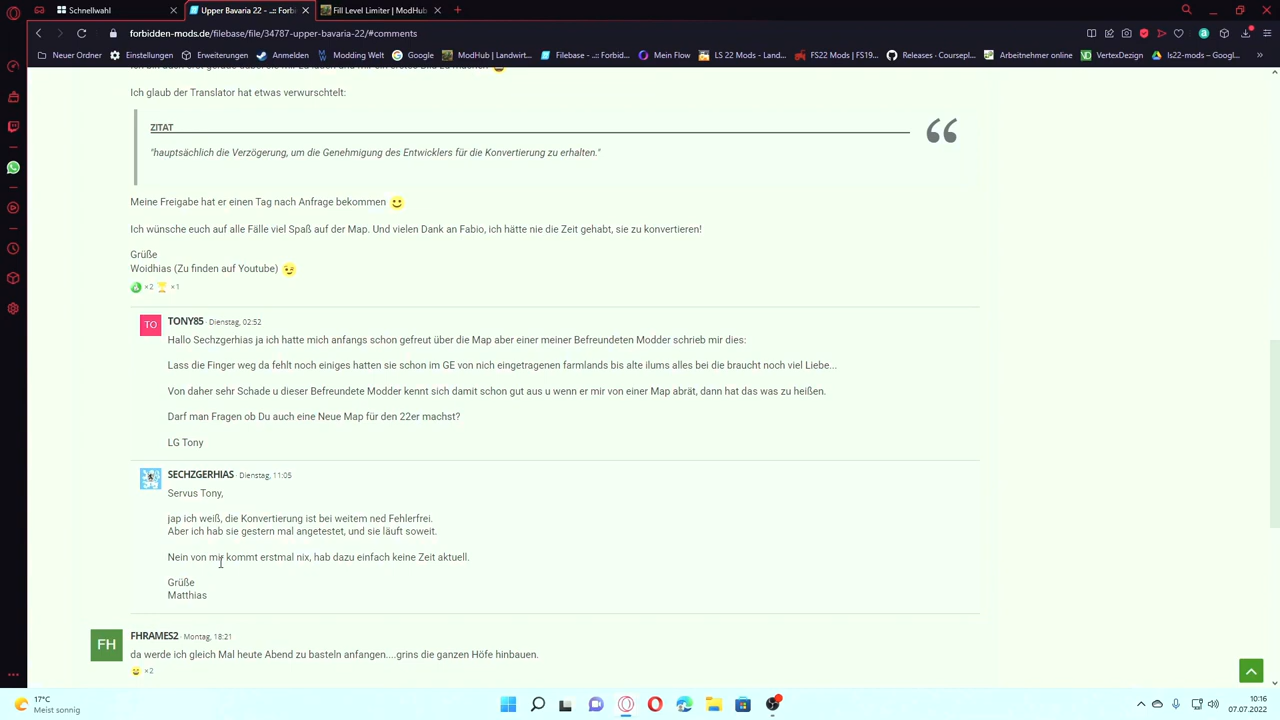 Schnellwahl
Upper Bavaria 22 - ..:: Forbi
Fill Level Limiter | ModHub
forbidden-mods.de/filebase/file/34787-upper-bavaria-22/#comments
Neuer Ordner
Einstellungen
Erweiterungen
Anmelden
Modding Welt
Google
ModHub | Landwirt...
Filebase - ..:: Forbid...
Mein Flow
LS 22 Mods - Land...
FS22 Mods | FS19...
Releases · Coursepl...
Arbeitnehmer online
VertexDezign
ls22-mods – Googl...
Ich glaub der Translator hat etwas verwurschtelt:
ZITAT
"hauptsächlich die Verzögerung, um die Genehmigung des Entwicklers für die Konvertierung zu erhalten."
Meine Freigabe hat er einen Tag nach Anfrage bekommen
Ich wünsche euch auf alle Fälle viel Spaß auf der Map. Und vielen Dank an Fabio, ich hätte nie die Zeit gehabt, sie zu konvertieren!
Grüße
Woidhias (Zu finden auf Youtube)
×2 ×1
TO
TONY85 · Dienstag, 02:52
Hallo Sechzgerhias ja ich hatte mich anfangs schon gefreut über die Map aber einer meiner Befreundeten Modder schrieb mir dies:
Lass die Finger weg da fehlt noch einiges hatten sie schon im GE von nich eingetragenen farmlands bis alte ilums alles bei die braucht noch viel Liebe...
Von daher sehr Schade u dieser Befreundete Modder kennt sich damit schon gut aus u wenn er mir von einer Map abrät, dann hat das was zu heißen.
Darf man Fragen ob Du auch eine Neue Map für den 22er machst?
LG Tony
SECHZGERHIAS · Dienstag, 11:05
Servus Tony,
jap ich weiß, die Konvertierung ist bei weitem ned Fehlerfrei.
Aber ich hab sie gestern mal angetestet, und sie läuft soweit.
Nein von mir kommt erstmal nix, hab dazu einfach keine Zeit aktuell.
Grüße
Matthias
FH
FHRAMES2 · Montag, 18:21
da werde ich gleich Mal heute Abend zu basteln anfangen....grins die ganzen Höfe hinbauen.
×2
17°C
Meist sonnig
10:16
07.07.2022